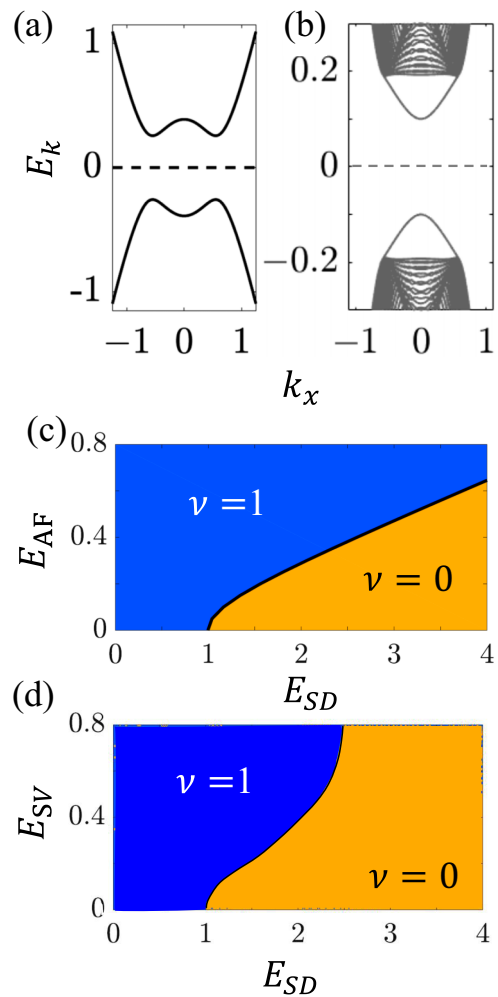 (a)
(b)
1
0
-1
E_k
−1 0 1
0.2
0
−0.2
−1 0 1
k_x
(c)
0.8
0.4
0
E_AF
ν = 1
ν = 0
0 1 2 3 4
E_SD
(d)
0.8
0.4
0
E_SV
ν = 1
ν = 0
0 1 2 3 4
E_SD